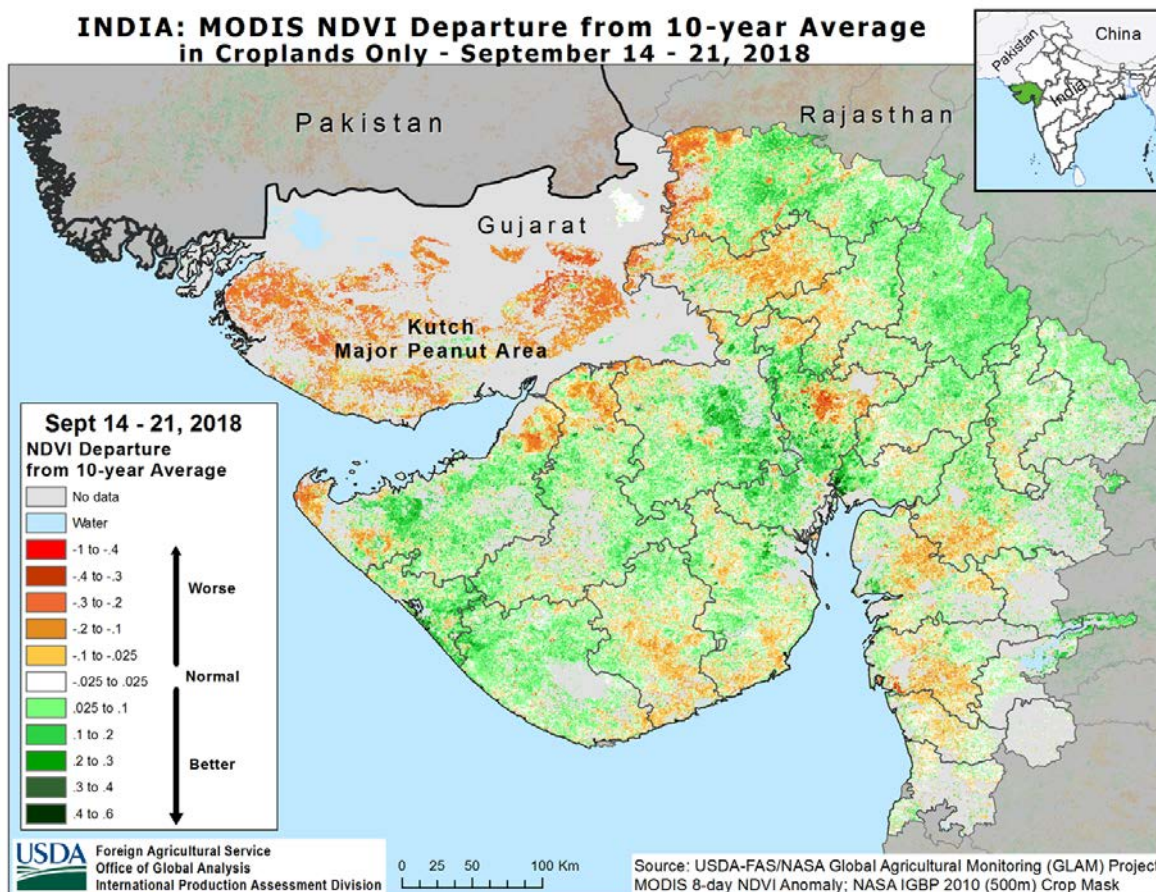 INDIA: MODIS NDVI Departure from 10-year Average
in Croplands Only - September 14 - 21, 2018
China
Pakistan
India
Pakistan
Rajasthan
Gujarat
Kutch
Major Peanut Area
Sept 14 - 21, 2018
NDVI Departure
from 10-year Average
No data
Water
-1 to -.4
-.4 to -.3
-.3 to -.2
-.2 to -.1
-.1 to -.025
-.025 to .025
.025 to .1
.1 to .2
.2 to .3
.3 to .4
.4 to .6
Worse
Normal
Better
USDA
Foreign Agricultural Service
Office of Global Analysis
International Production Assessment Division
0 25 50 100 Km
Source: USDA-FAS/NASA Global Agricultural Monitoring (GLAM) Project
MODIS 8-day NDVI Anomaly; NASA IGBP 2010 (500m) Crop Mask